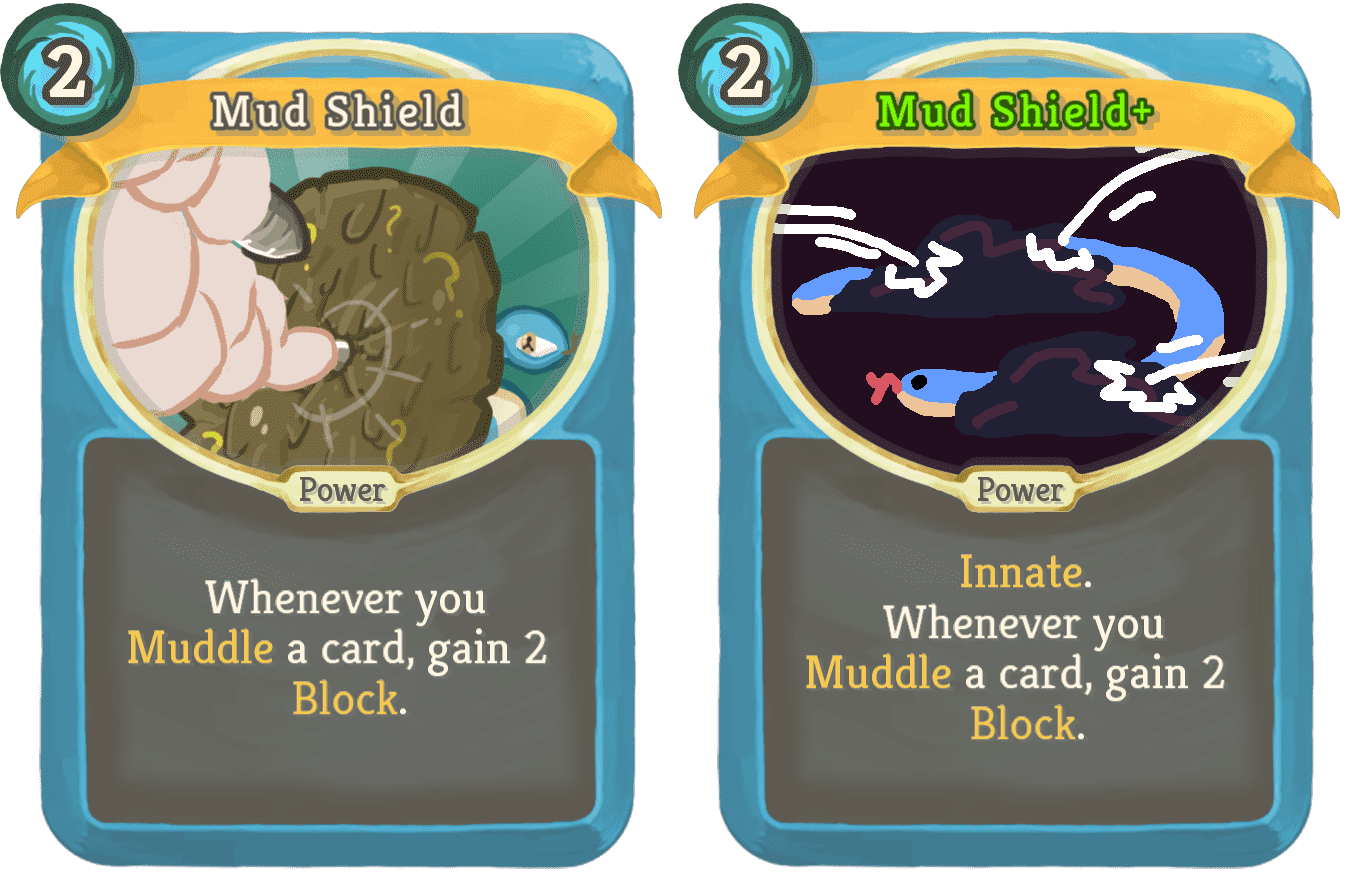 2
Mud Shield
Power
Whenever you
Muddle a card, gain 2
Block.
2
Mud Shield+
Power
Innate.
Whenever you
Muddle a card, gain 2
Block.